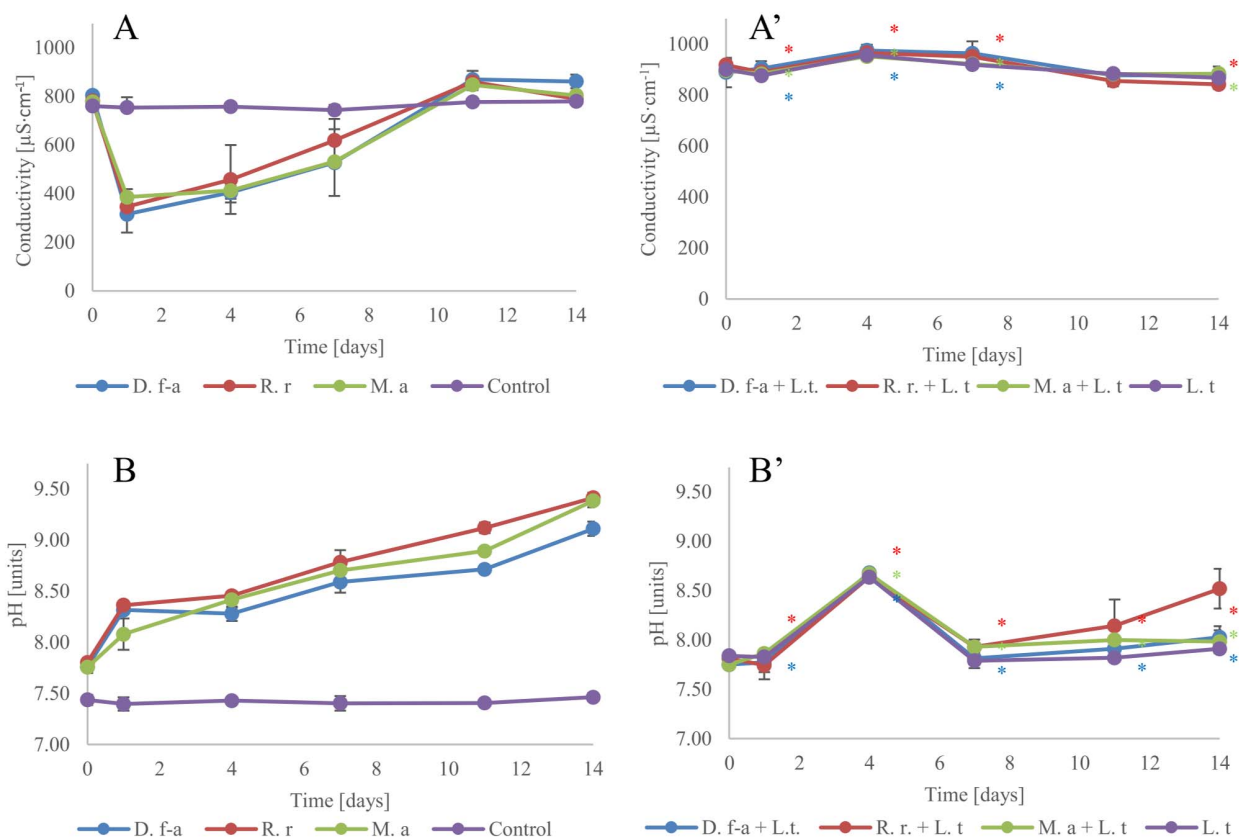 A
Conductivity [µS·cm⁻¹]
1000
800
600
400
200
0
0 2 4 6 8 10 12 14
Time [days]
D. f-a R. r M. a Control
A’
Conductivity [µS·cm⁻¹]
1000
800
600
400
200
0
0 2 4 6 8 10 12 14
Time [days]
D. f-a + L.t. R. r. + L. t M. a + L. t L. t
B
pH [units]
9.50
9.00
8.50
8.00
7.50
7.00
0 2 4 6 8 10 12 14
Time [days]
D. f-a R. r M. a Control
B’
pH [units]
9.50
9.00
8.50
8.00
7.50
7.00
0 2 4 6 8 10 12 14
Time [days]
D. f-a + L.t. R. r. + L. t M. a + L. t L. t